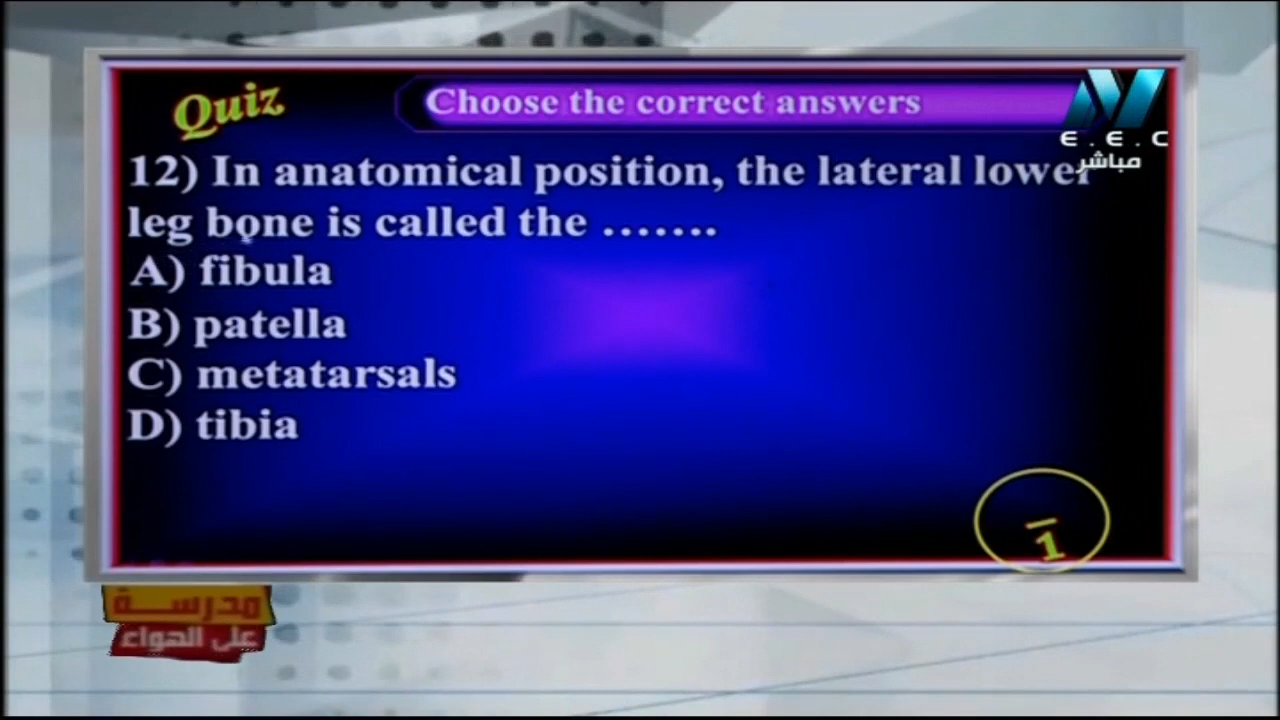 Quiz
Choose the correct answers
E.E.C
مباشر
12) In anatomical position, the lateral lower
leg bone is called the .......
A) fibula
B) patella
C) metatarsals
D) tibia
1
مدرسة
على الهواء